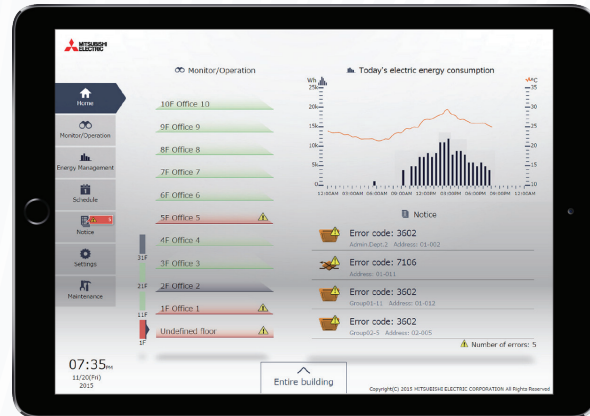 MITSUBISHI
ELECTRIC
Home
Monitor/Operation
Energy Management
Schedule
Notice
5
Settings
Maintenance
07:35PM
11/20(Fri)
2015
Monitor/Operation
10F Office 10
9F Office 9
8F Office 8
7F Office 7
6F Office 6
5F Office 5
4F Office 4
3F Office 3
2F Office 2
1F Office 1
Undefined floor
31F
21F
11F
1F
Entire building
Today's electric energy consumption
Wh
°C
25k
20k
15k
10k
5k
0
35
30
25
20
15
10
12:00AM 03:00AM 06:00AM 09:00AM 12:00PM 03:00PM 06:00PM 09:00PM 12:00AM
Notice
Error code: 3602
Admin.Dept.2 Address: 01-002
Error code: 7106
Address: 01-011
Error code: 3602
Group01-11 Address: 01-012
Error code: 3602
Group02-5 Address: 02-005
Number of errors: 5
Copyright(C) 2015 MITSUBISHI ELECTRIC CORPORATION All Rights Reserved